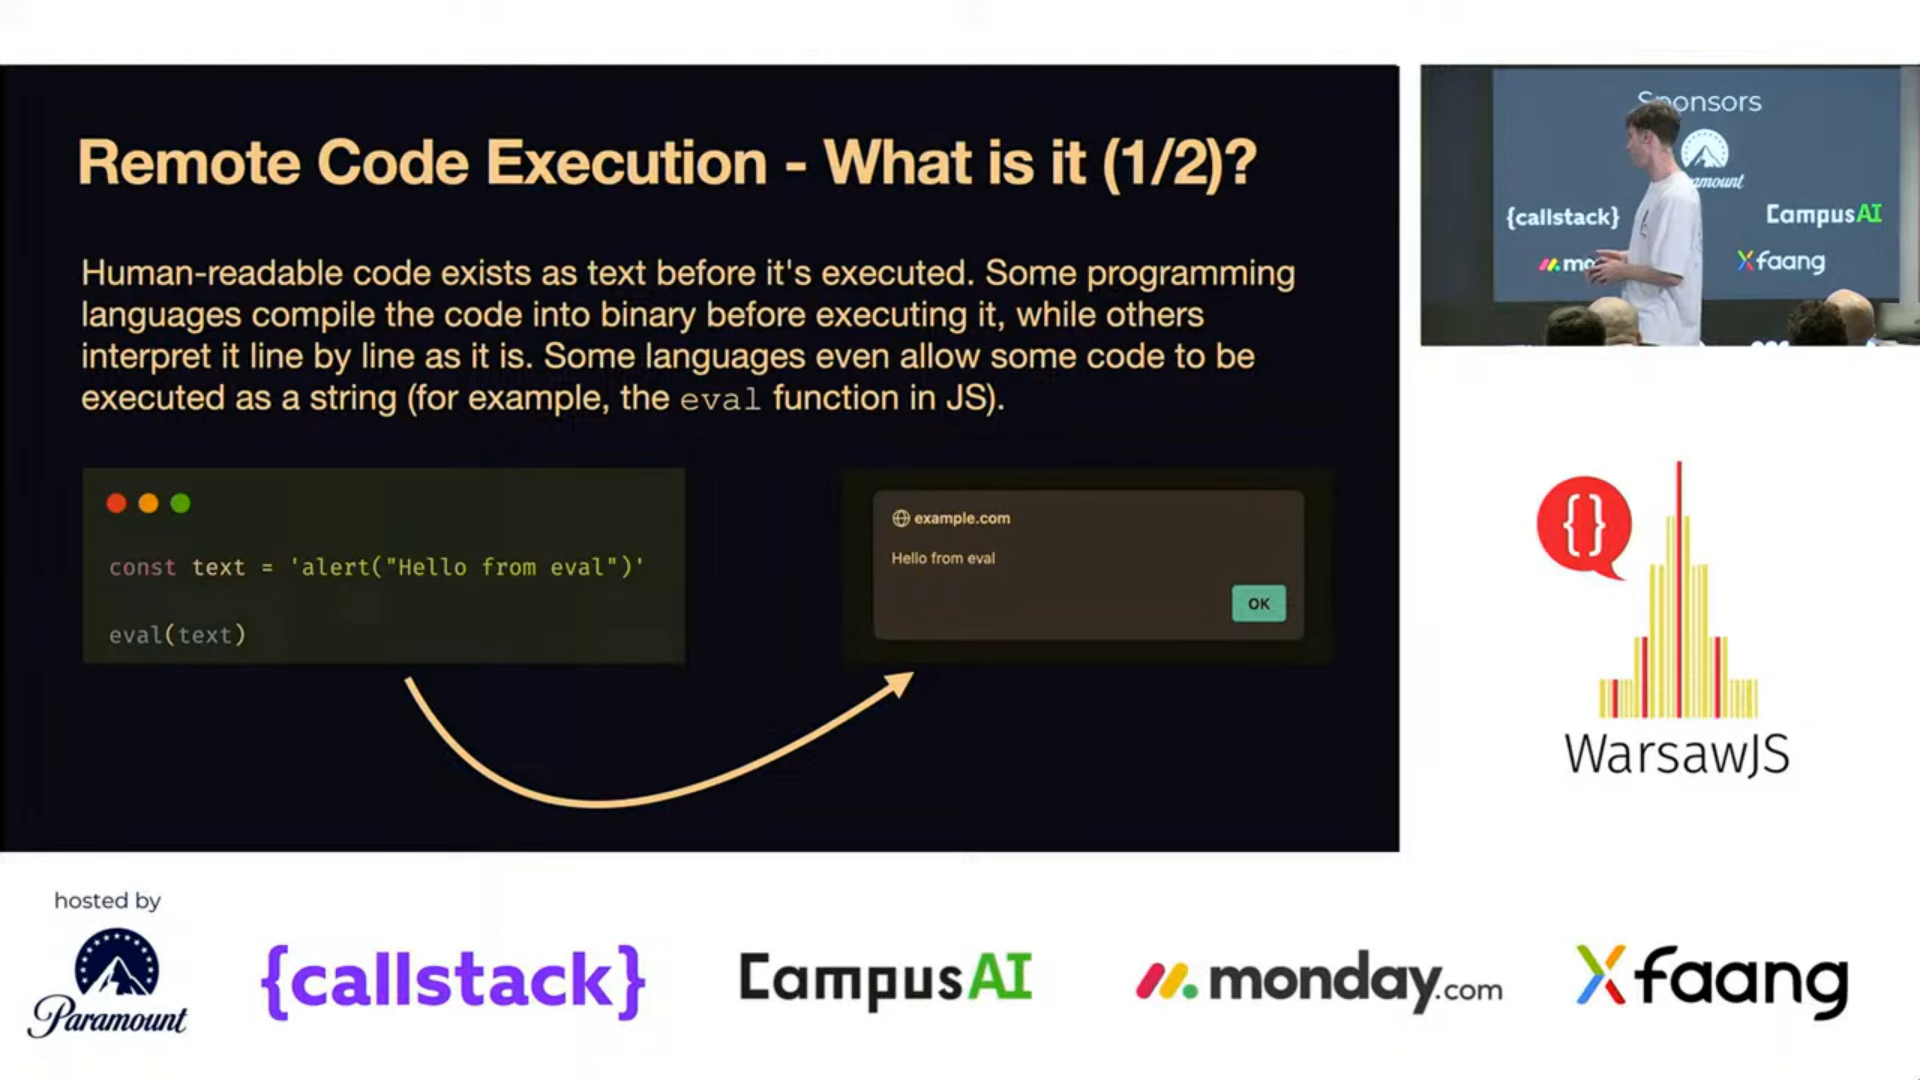 Remote Code Execution - What is it (1/2)?
Human-readable code exists as text before it's executed. Some programming
languages compile the code into binary before executing it, while others
interpret it line by line as it is. Some languages even allow some code to be
executed as a string (for example, the eval function in JS).
const text = 'alert("Hello from eval")'
eval(text)
example.com
Hello from eval
OK
Sponsors
{callstack}
CampusAI
faang
{}
WarsawJS
hosted by
Paramount
{callstack}
CampusAI
monday.com
faang